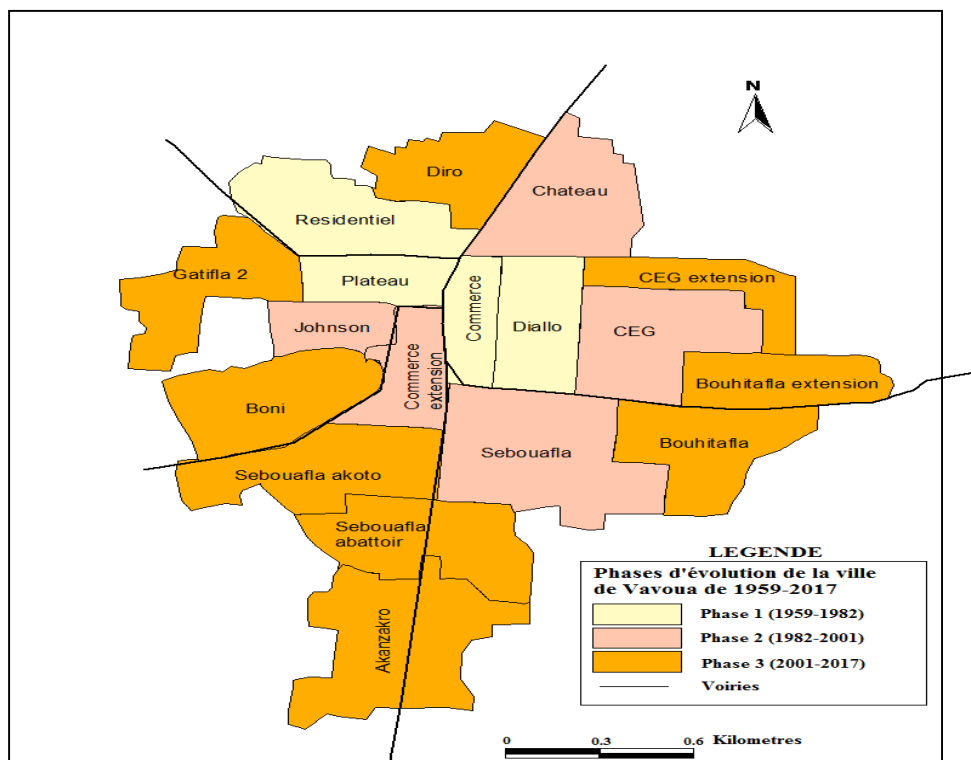 N
Diro
Chateau
Residentiel
Gatifla 2
CEG extension
Plateau
Commerce
Diallo
Johnson
CEG
Commerce
extension
Bouhitafla extension
Boni
Bouhitafla
Sebouafla
Sebouafla akoto
Sebouafla
abattoir
Akanzakro
LEGENDE
Phases d'évolution de la ville
de Vavoua de 1959-2017
Phase 1 (1959-1982)
Phase 2 (1982-2001)
Phase 3 (2001-2017)
Voiries
0 0.3 0.6 Kilometres